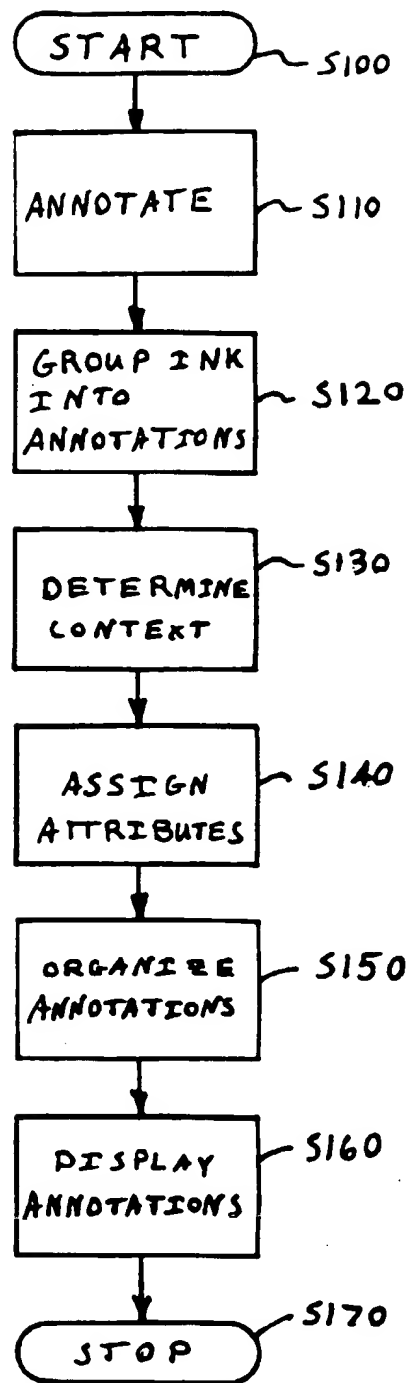 START
S100
ANNOTATE
S110
GROUP INK
INTO
ANNOTATIONS
S120
DETERMINE
CONTEXT
S130
ASSIGN
ATTRIBUTES
S140
ORGANIZE
ANNOTATIONS
S150
DISPLAY
ANNOTATIONS
S160
STOP
S170